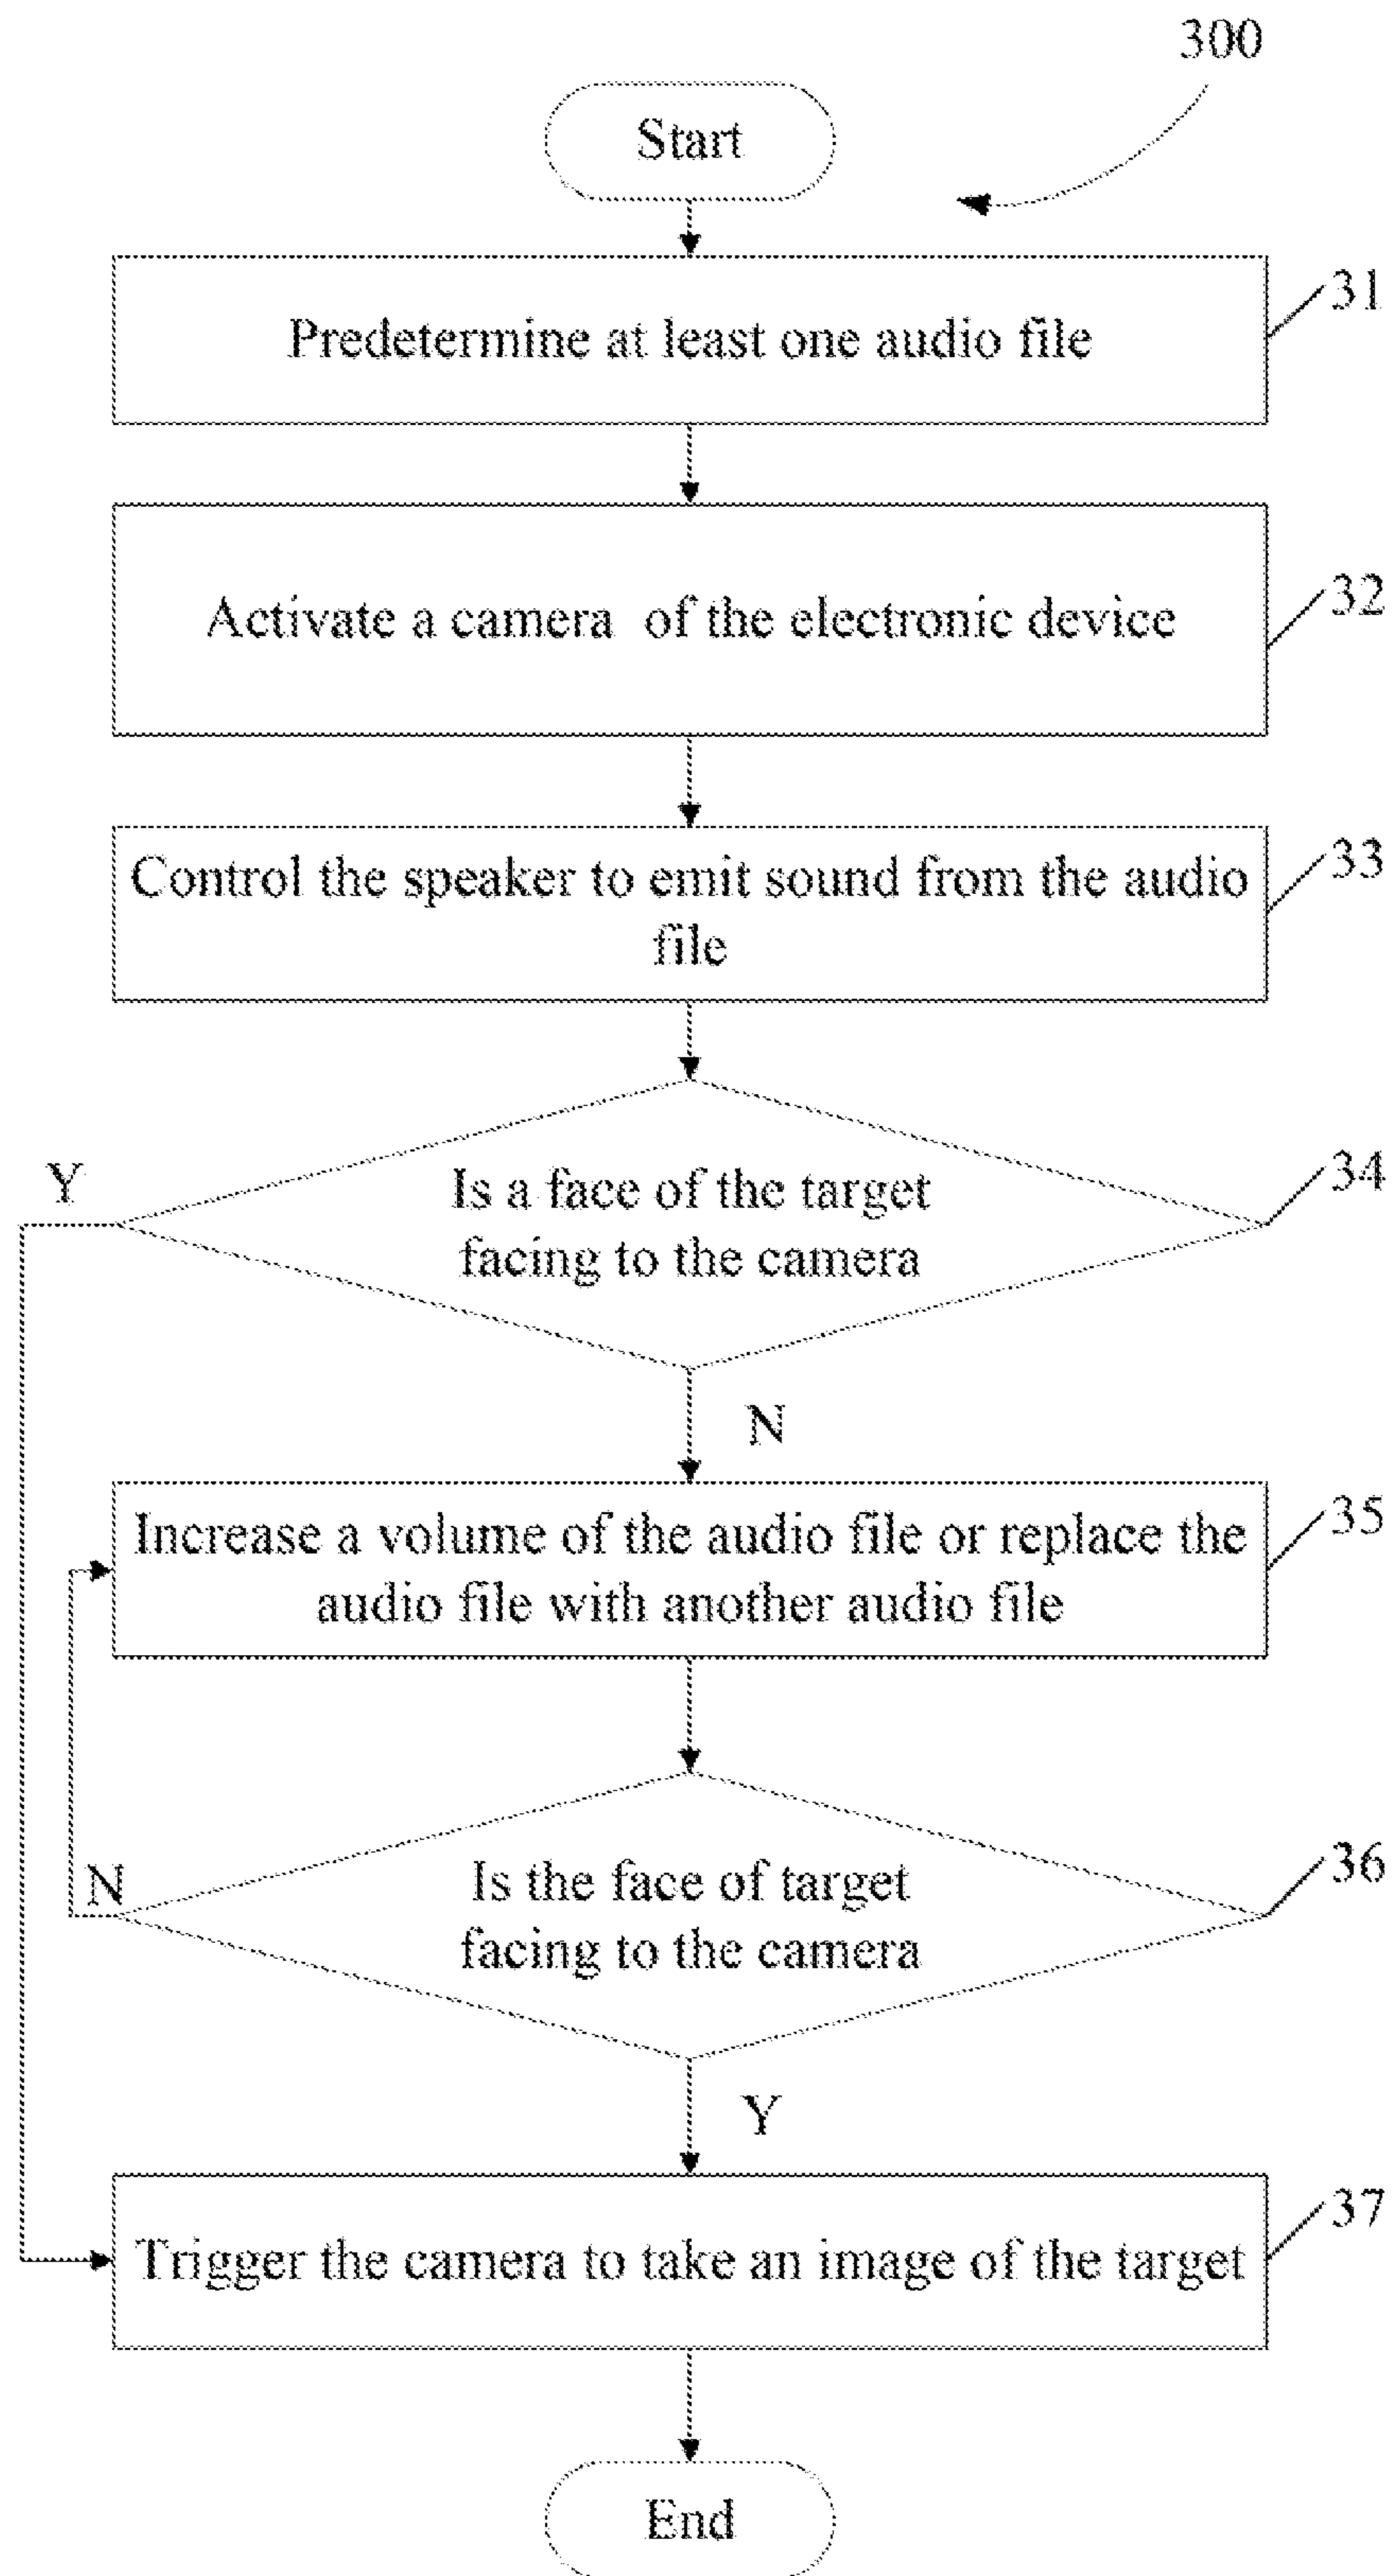 300
Start
Predetermine at least one audio file
31
Activate a camera of the electronic device
32
Control the speaker to emit sound from the audio
file
33
Is a face of the target
facing to the camera
34
Y
N
Increase a volume of the audio file or replace the
audio file with another audio file
35
Is the face of target
facing to the camera
36
N
Y
Trigger the camera to take an image of the target
37
End